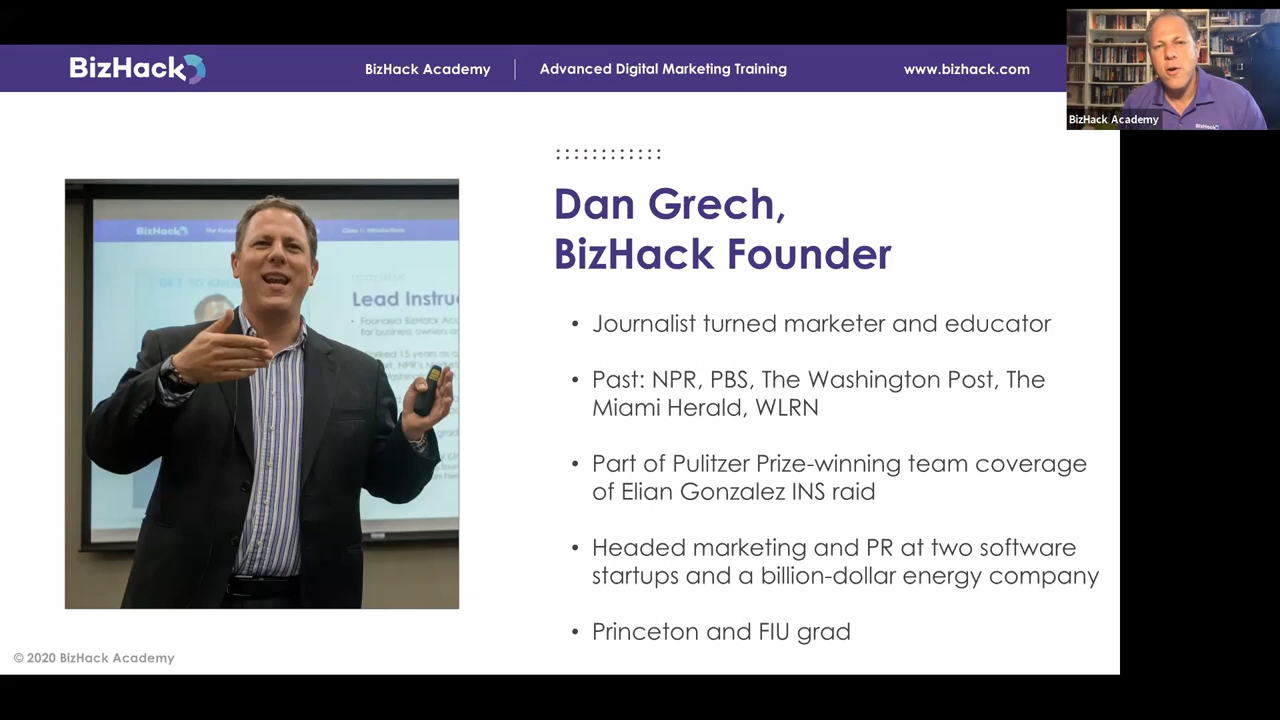 BizHack
BizHack Academy
Advanced Digital Marketing Training
www.bizhack.com
BizHack Academy
Dan Grech,
BizHack Founder
• Journalist turned marketer and educator
• Past: NPR, PBS, The Washington Post, The
Miami Herald, WLRN
• Part of Pulitzer Prize-winning team coverage
of Elian Gonzalez INS raid
• Headed marketing and PR at two software
startups and a billion-dollar energy company
• Princeton and FIU grad
BizHack
Class 1: Introductions
Lead
© 2020 BizHack Academy